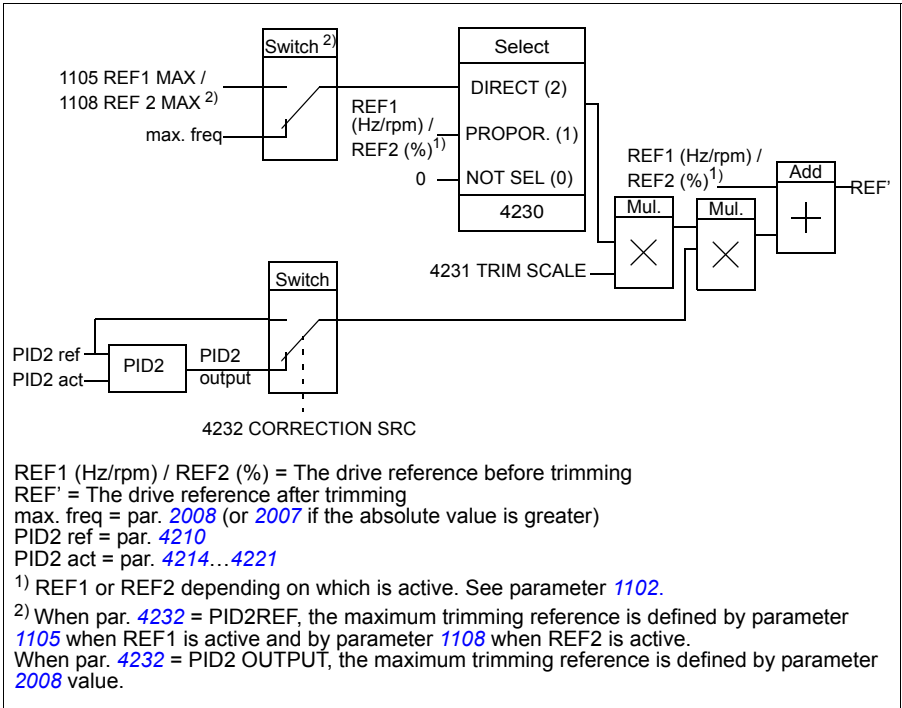 Switch 2)
Select
1105 REF1 MAX /
1108 REF 2 MAX 2)
DIRECT (2)
REF1
(Hz/rpm) /
REF2 (%)1)
max. freq
PROPOR. (1)
REF1 (Hz/rpm) /
REF2 (%)1)
Add
REF’
0
NOT SEL (0)
Mul.
Mul.
4230
+
×
×
4231 TRIM SCALE
Switch
PID2 ref
PID2 act
PID2
PID2
output
4232 CORRECTION SRC
REF1 (Hz/rpm) / REF2 (%) = The drive reference before trimming
REF’ = The drive reference after trimming
max. freq = par. 2008 (or 2007 if the absolute value is greater)
PID2 ref = par. 4210
PID2 act = par. 4214…4221
1) REF1 or REF2 depending on which is active. See parameter 1102.
2) When par. 4232 = PID2REF, the maximum trimming reference is defined by parameter
1105 when REF1 is active and by parameter 1108 when REF2 is active.
When par. 4232 = PID2 OUTPUT, the maximum trimming reference is defined by parameter
2008 value.